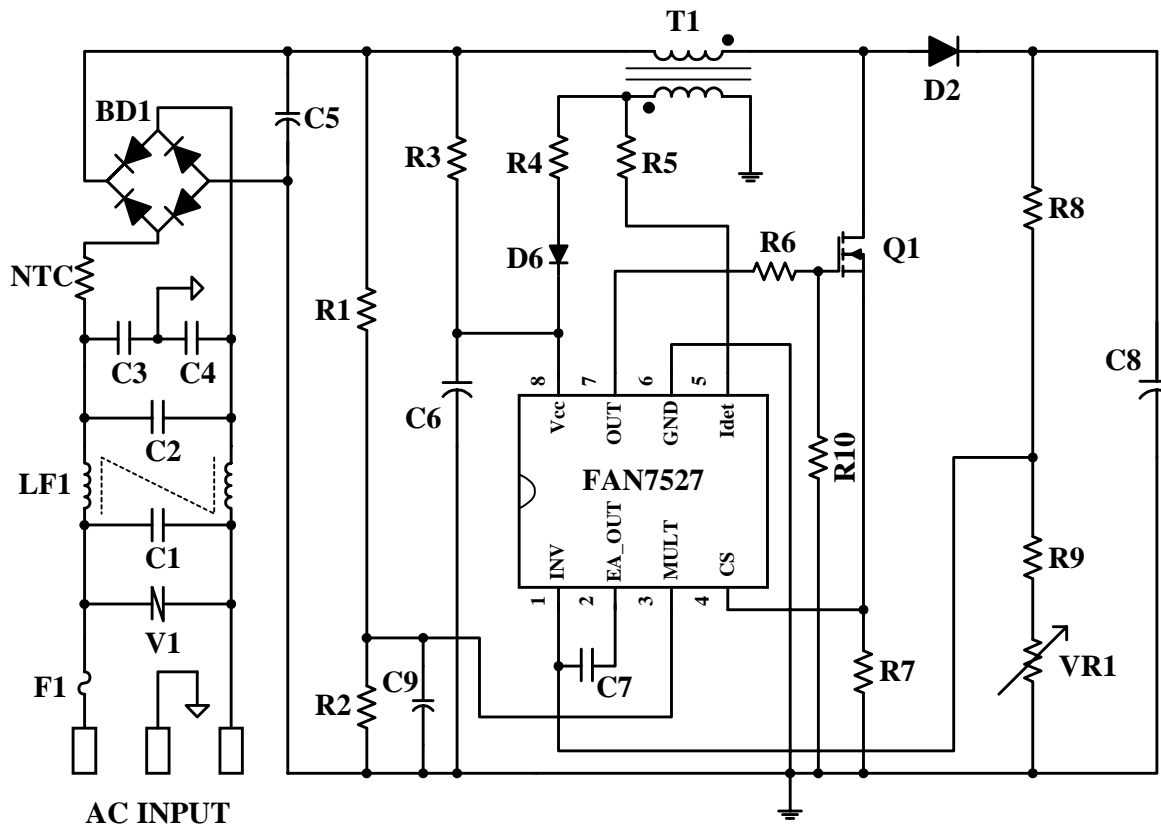 T1
BD1
C5
D2
R3
R4
R5
R8
D6
R6
Q1
NTC
R1
C3
C4
C6
C8
8
7
6
5
Vcc
OUT
GND
Idet
C2
R10
FAN7527
LF1
C1
INV
EA_OUT
MULT
CS
R9
1
2
3
4
V1
F1
R2
C9
C7
R7
VR1
AC INPUT